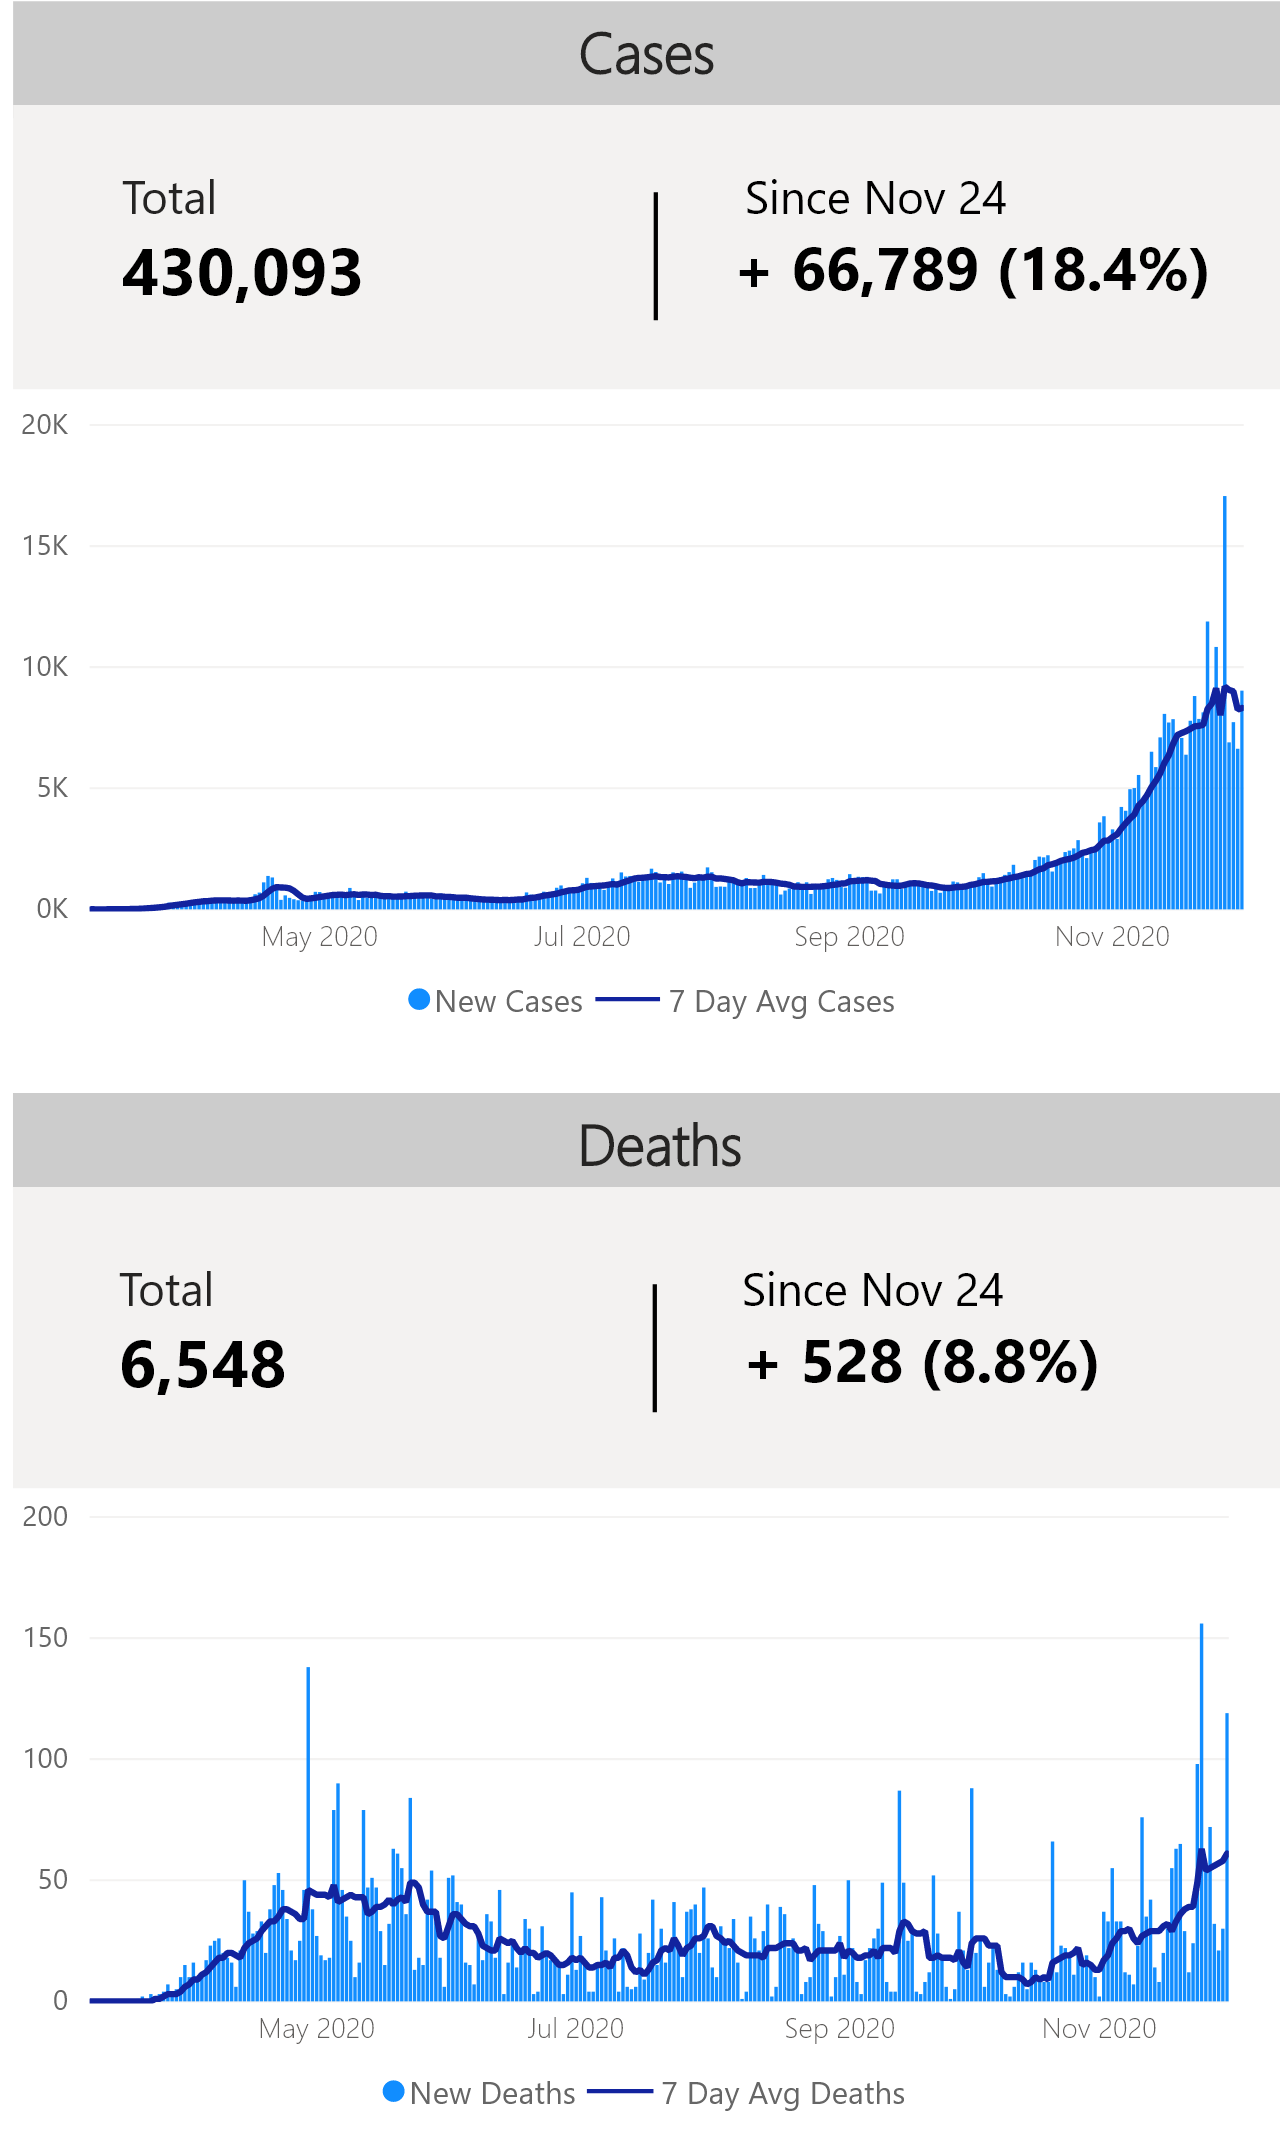 Cases
Total
Since Nov 24
430,093
+ 66,789 (18.4%)
20K
15K
10K
5K
0K
May 2020
Jul 2020
Sep 2020
Nov 2020
New Cases
7 Day Avg Cases
Deaths
Total
Since Nov 24
6,548
+ 528 (8.8%)
200
150
100
50
0
May 2020
Jul 2020
Sep 2020
Nov 2020
New Deaths
7 Day Avg Deaths